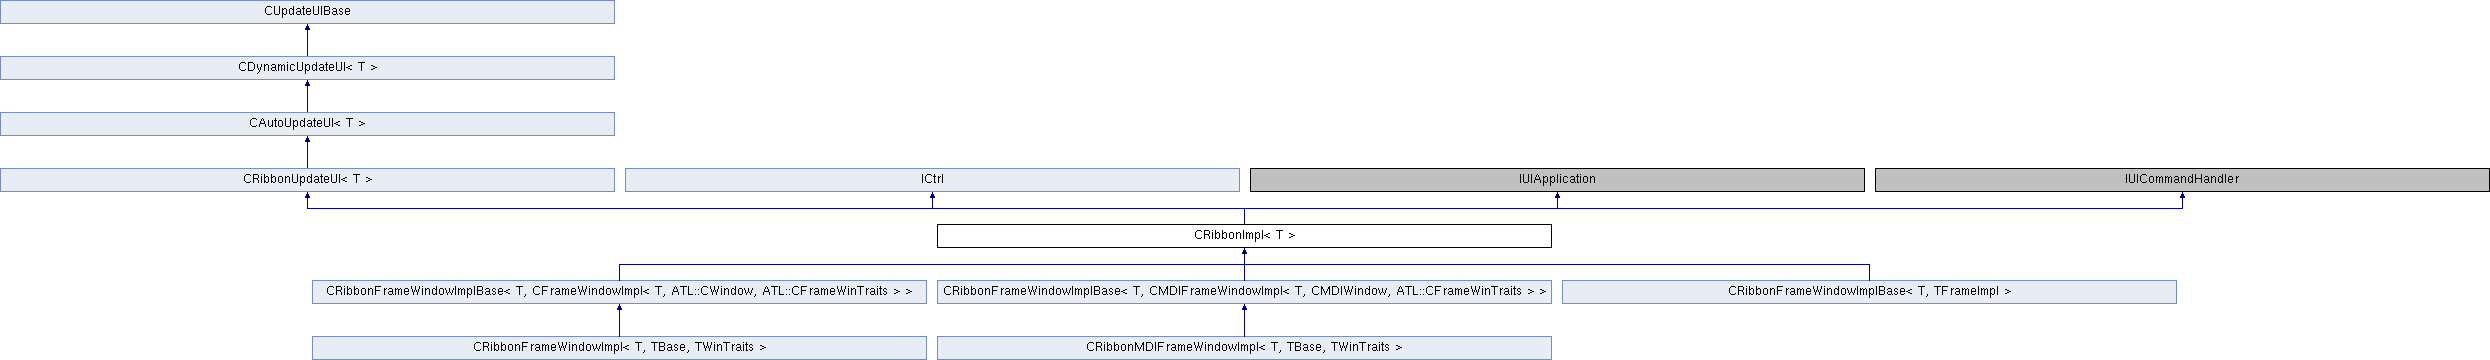 CUpdateUIBase
CDynamicUpdateUI< T >
CAutoUpdateUI< T >
CRibbonUpdateUI< T >
ICtrl
IUIApplication
IUICommandHandler
CRibbonImpl< T >
CRibbonFrameWindowImplBase< T, CFrameWindowImpl< T, ATL::CWindow, ATL::CFrameWinTraits > >
CRibbonFrameWindowImplBase< T, CMDIFrameWindowImpl< T, CMDIWindow, ATL::CFrameWinTraits > >
CRibbonFrameWindowImplBase< T, TFrameImpl >
CRibbonFrameWindowImpl< T, TBase, TWinTraits >
CRibbonMDIFrameWindowImpl< T, TBase, TWinTraits >